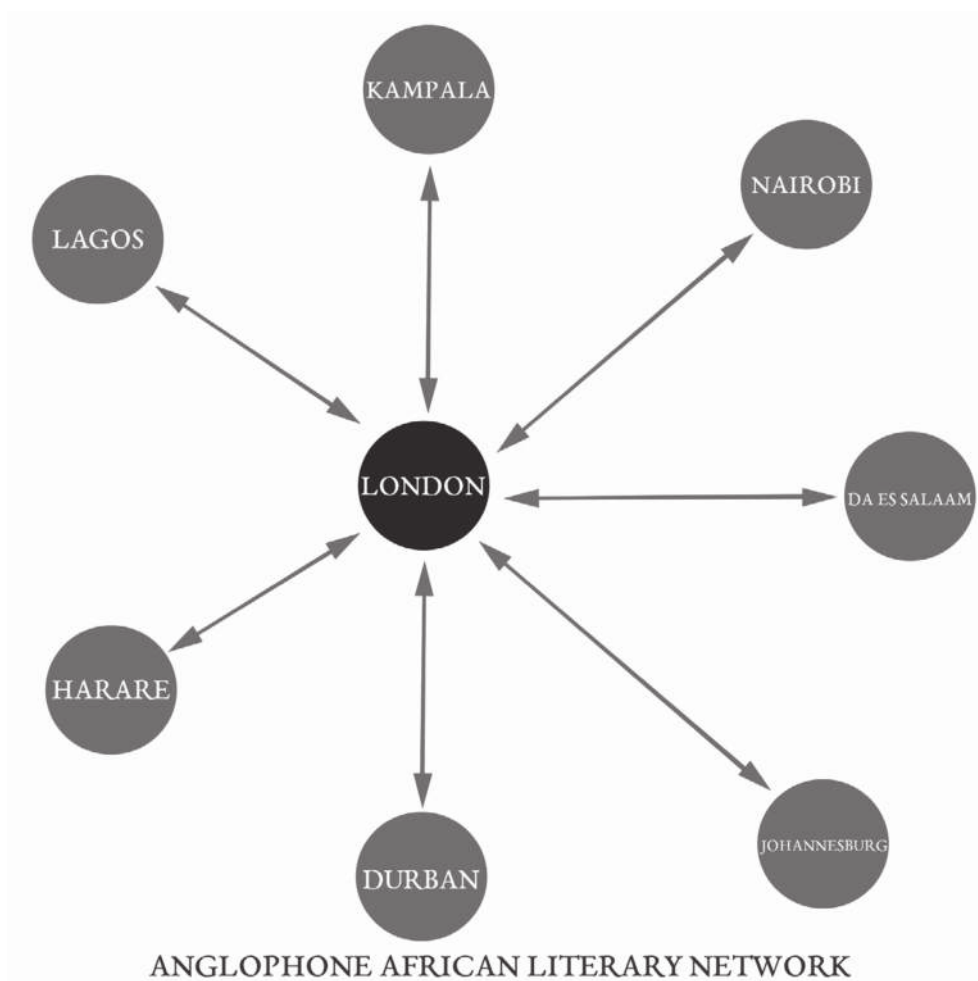 KAMPALA
NAIROBI
LAGOS
LONDON
DA ES SALAAM
HARARE
JOHANNESBURG
DURBAN
ANGLOPHONE AFRICAN LITERARY NETWORK